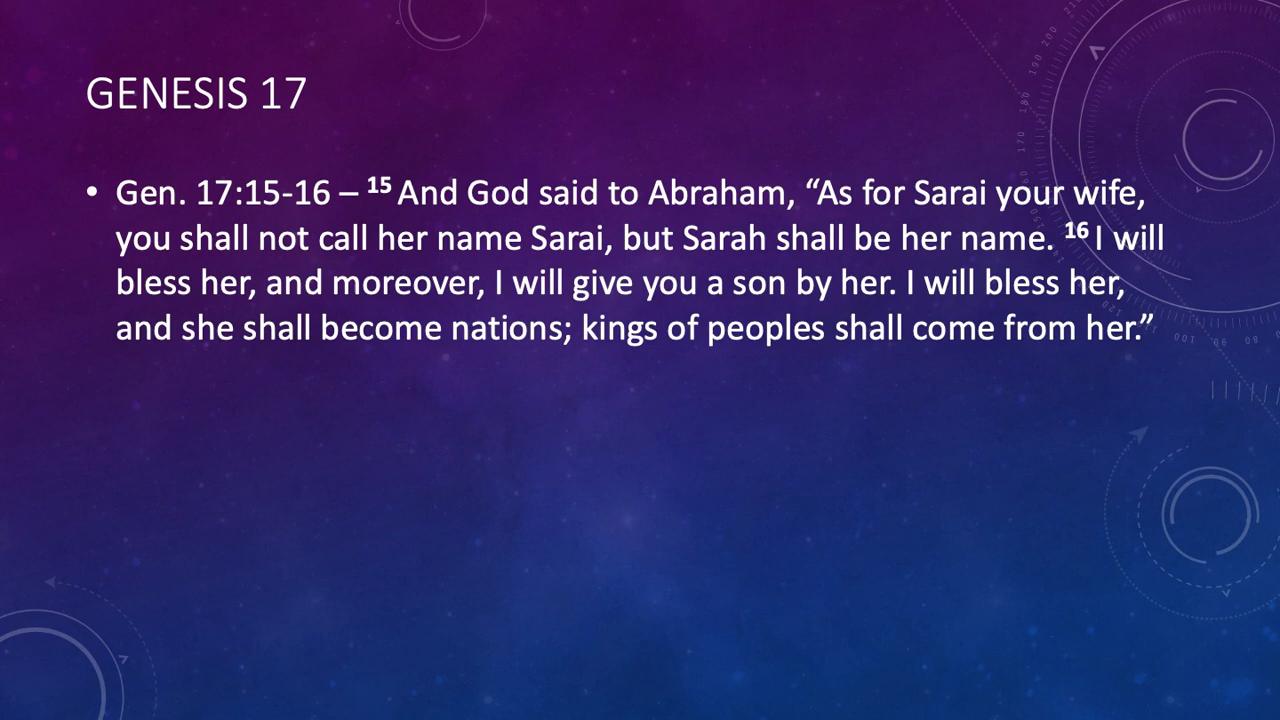 GENESIS 17
• Gen. 17:15-16 – 15 And God said to Abraham, “As for Sarai your wife,
you shall not call her name Sarai, but Sarah shall be her name. 16 I will
bless her, and moreover, I will give you a son by her. I will bless her,
and she shall become nations; kings of peoples shall come from her.”